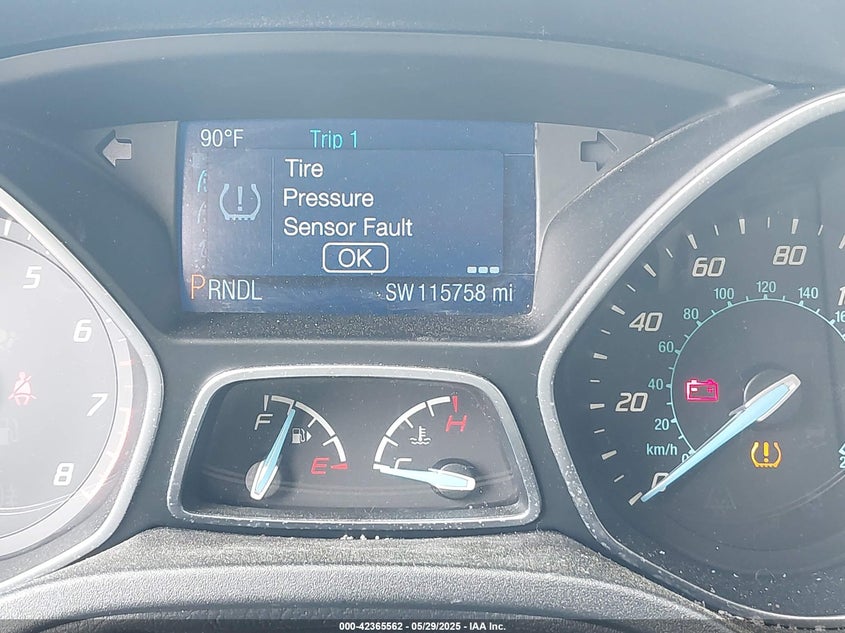 90°F Trip 1
Tire
Pressure
Sensor Fault
OK
PRNDL SW115758 mi
5
6
7
8
F
E
H
C
0
20
40
60
80
km/h
20
40
60
80
100
120
140
000-42365562 - 05/29/2025 - IAA Inc.